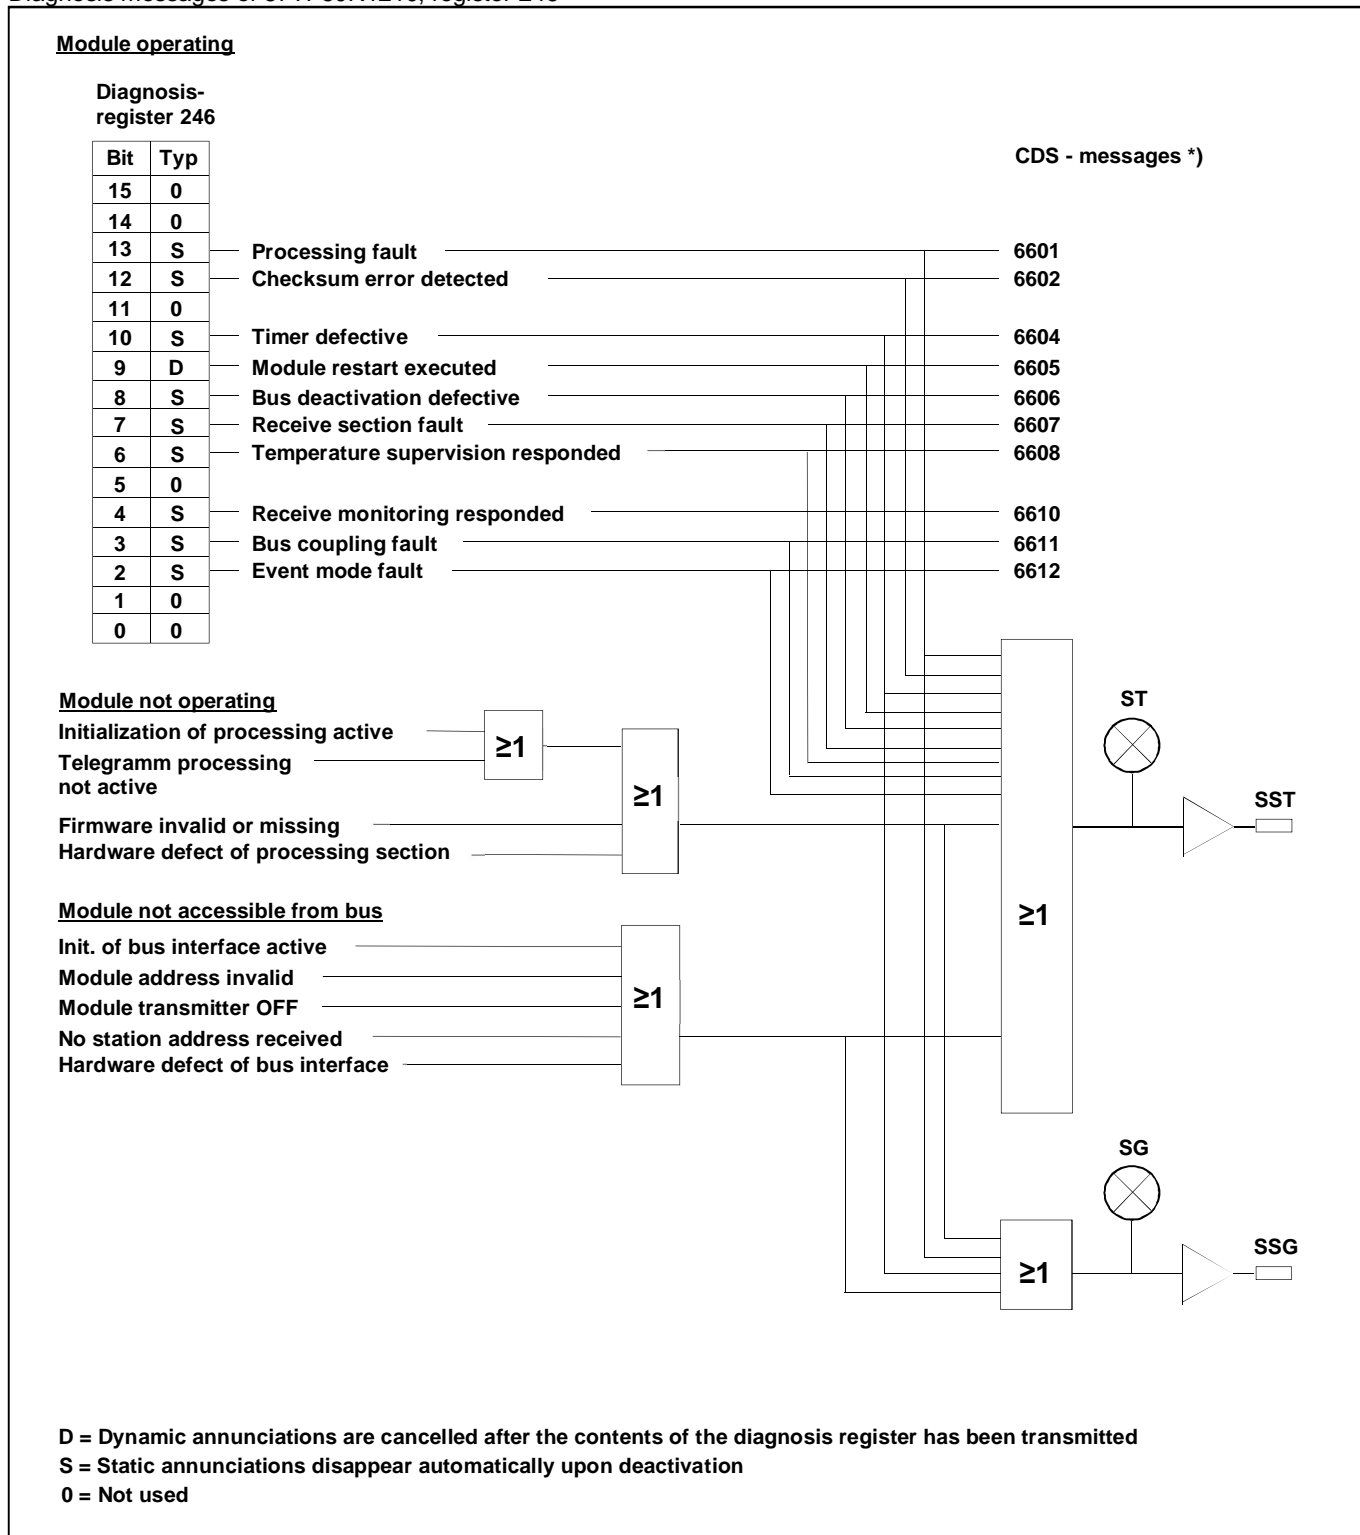 Module operating
Diagnosis-
register 246
CDS - messages *)
Bit Typ
15 0
14 0
13 S Processing fault 6601
12 S Checksum error detected 6602
11 0
10 S Timer defective 6604
9 D Module restart executed 6605
8 S Bus deactivation defective 6606
7 S Receive section fault 6607
6 S Temperature supervision responded 6608
5 0
4 S Receive monitoring responded 6610
3 S Bus coupling fault 6611
2 S Event mode fault 6612
1 0
0 0
Module not operating
Initialization of processing active
≥1
Telegramm processing
not active
≥1
Firmware invalid or missing
Hardware defect of processing section
ST
SST
≥1
Module not accessible from bus
Init. of bus interface active
Module address invalid
Module transmitter OFF
≥1
No station address received
Hardware defect of bus interface
SG
SSG
≥1
D = Dynamic annunciations are cancelled after the contents of the diagnosis register has been transmitted
S = Static annunciations disappear automatically upon deactivation
0 = Not used